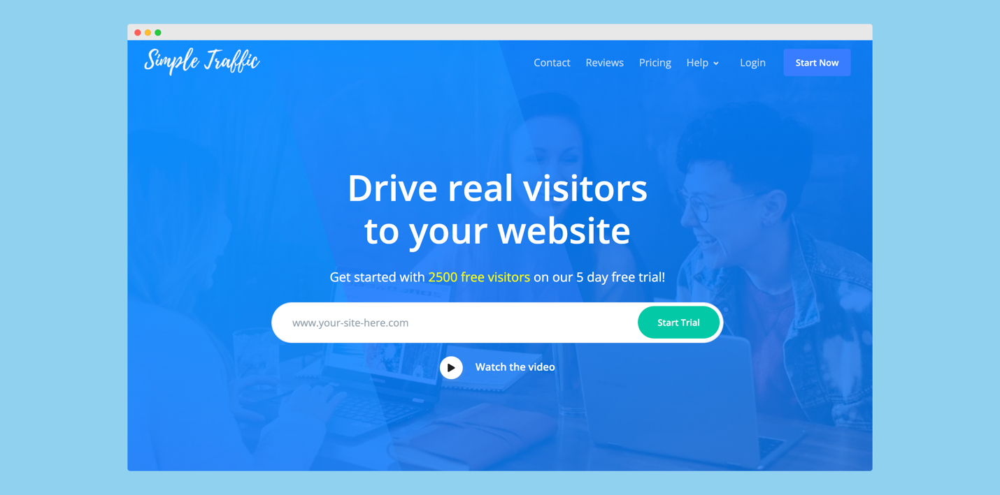 Simple Traffic
Contact Reviews Pricing Help Login Start Now
Drive real visitors
to your website
Get started with 2500 free visitors on our 5 day free trial!
www.your-site-here.com Start Trial
Watch the video